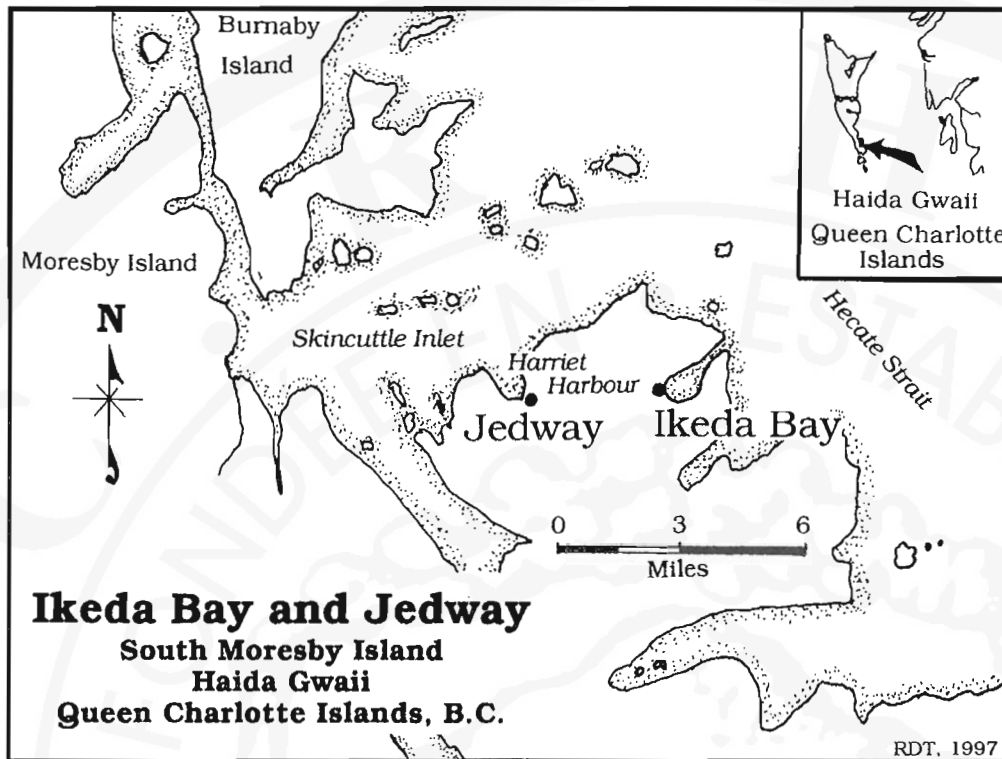 Burnaby
Island
Haida Gwaii
Queen Charlotte
Islands
Moresby Island
N
Skincuttle Inlet
Hecate Strait
Harriet
Harbour
Jedway
Ikeda Bay
0 3 6
Miles
Ikeda Bay and Jedway
South Moresby Island
Haida Gwaii
Queen Charlotte Islands, B.C.
RDT, 1997